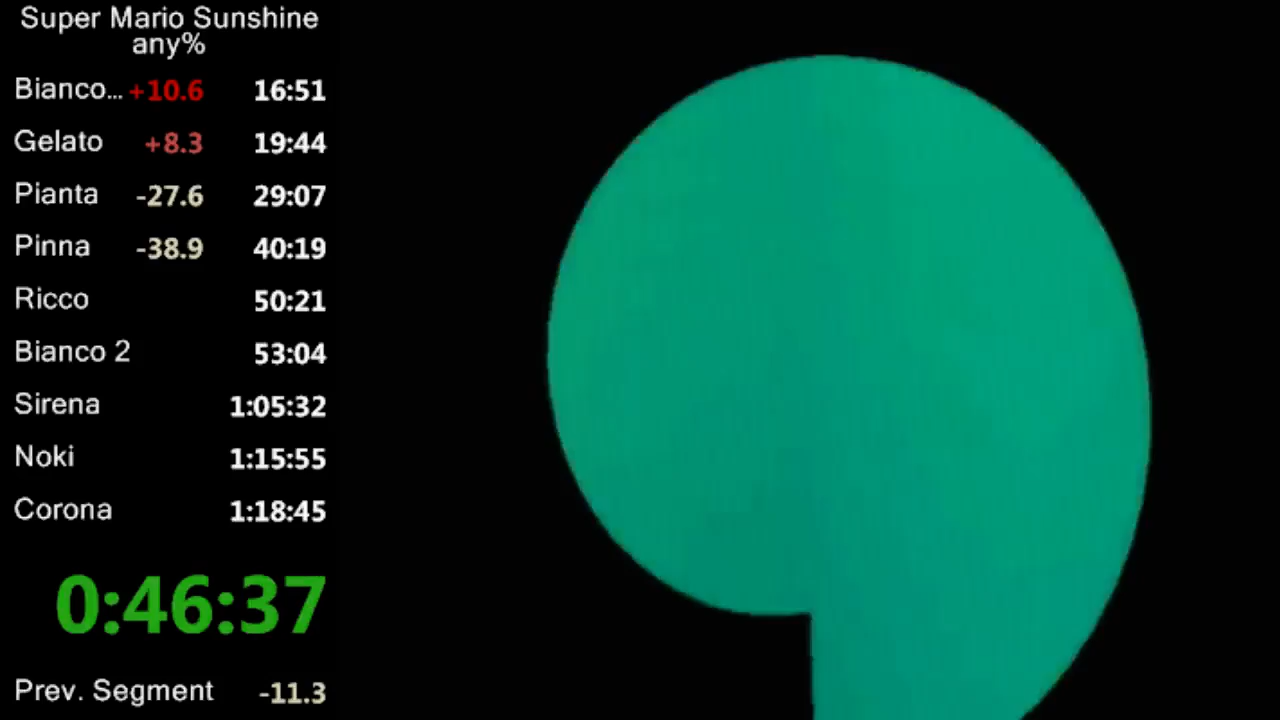 Super Mario Sunshine
any%
Bianco... +10.6 16:51
Gelato +8.3 19:44
Pianta -27.6 29:07
Pinna -38.9 40:19
Ricco 50:21
Bianco 2 53:04
Sirena 1:05:32
Noki 1:15:55
Corona 1:18:45
0:46:37
Prev. Segment -11.3